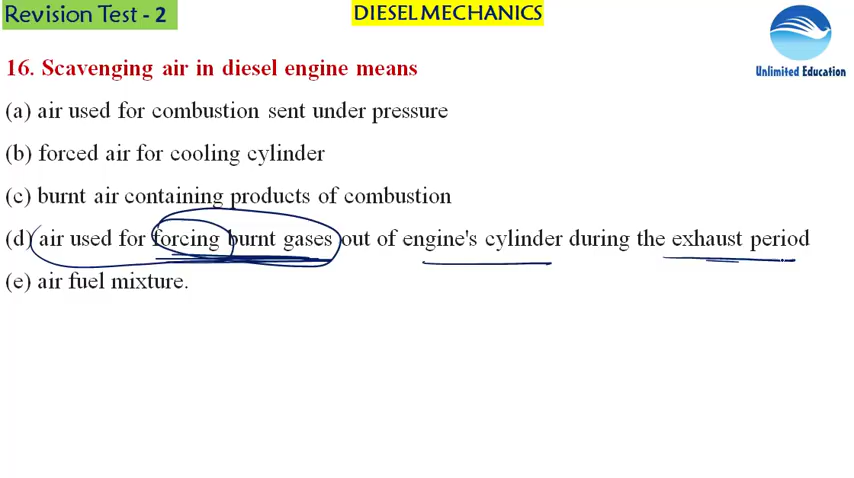 Revision Test - 2
DIESEL MECHANICS
Unlimited Education
16. Scavenging air in diesel engine means
(a) air used for combustion sent under pressure
(b) forced air for cooling cylinder
(c) burnt air containing products of combustion
(d) air used for forcing burnt gases out of engine's cylinder during the exhaust period
(e) air fuel mixture.